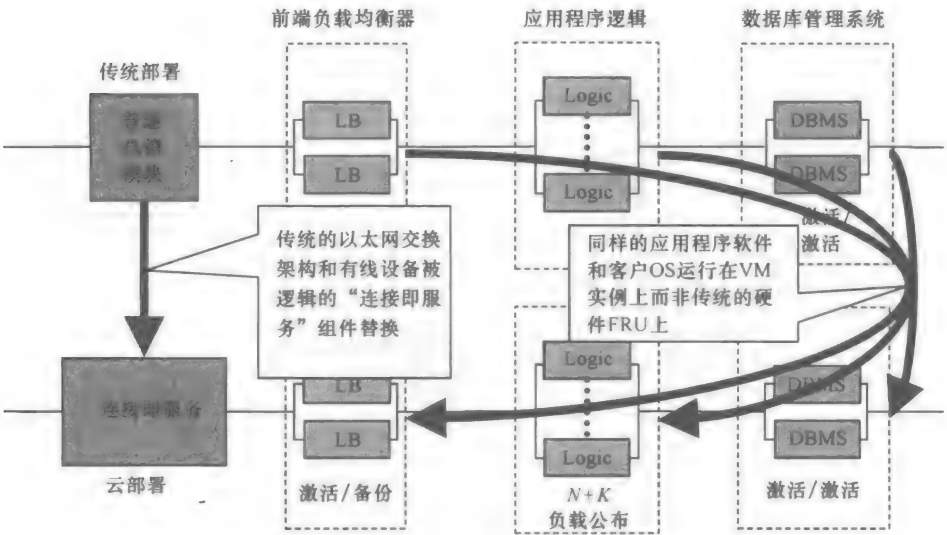 前端负载均衡器
应用程序逻辑
数据库管理系统
传统部署
LB
LB
Logic
Logic
DBMS
DBMS
激活/
激活
传统的以太网交换
架构和有线设备被
逻辑的“连接即服
务”组件替换
同样的应用程序软件
和客户OS运行在VM
实例上而非传统的硬
件FRU上
连接即服务
云部署
LB
LB
激活/备份
Logic
Logic
N+K
负载公布
DBMS
DBMS
激活/激活